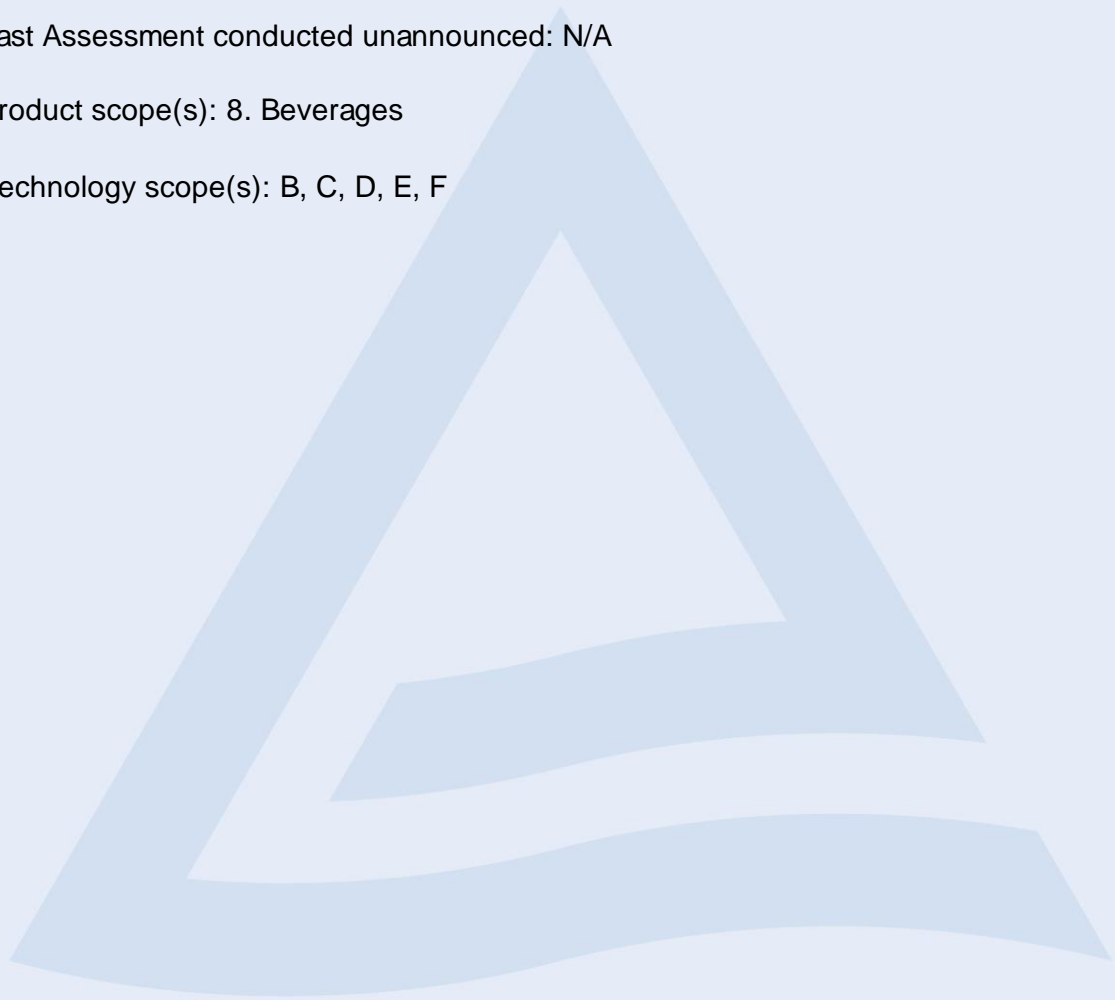 ast Assessment conducted unannounced: N/A
roduct scope(s): 8. Beverages
echnology scope(s): B, C, D, E, F